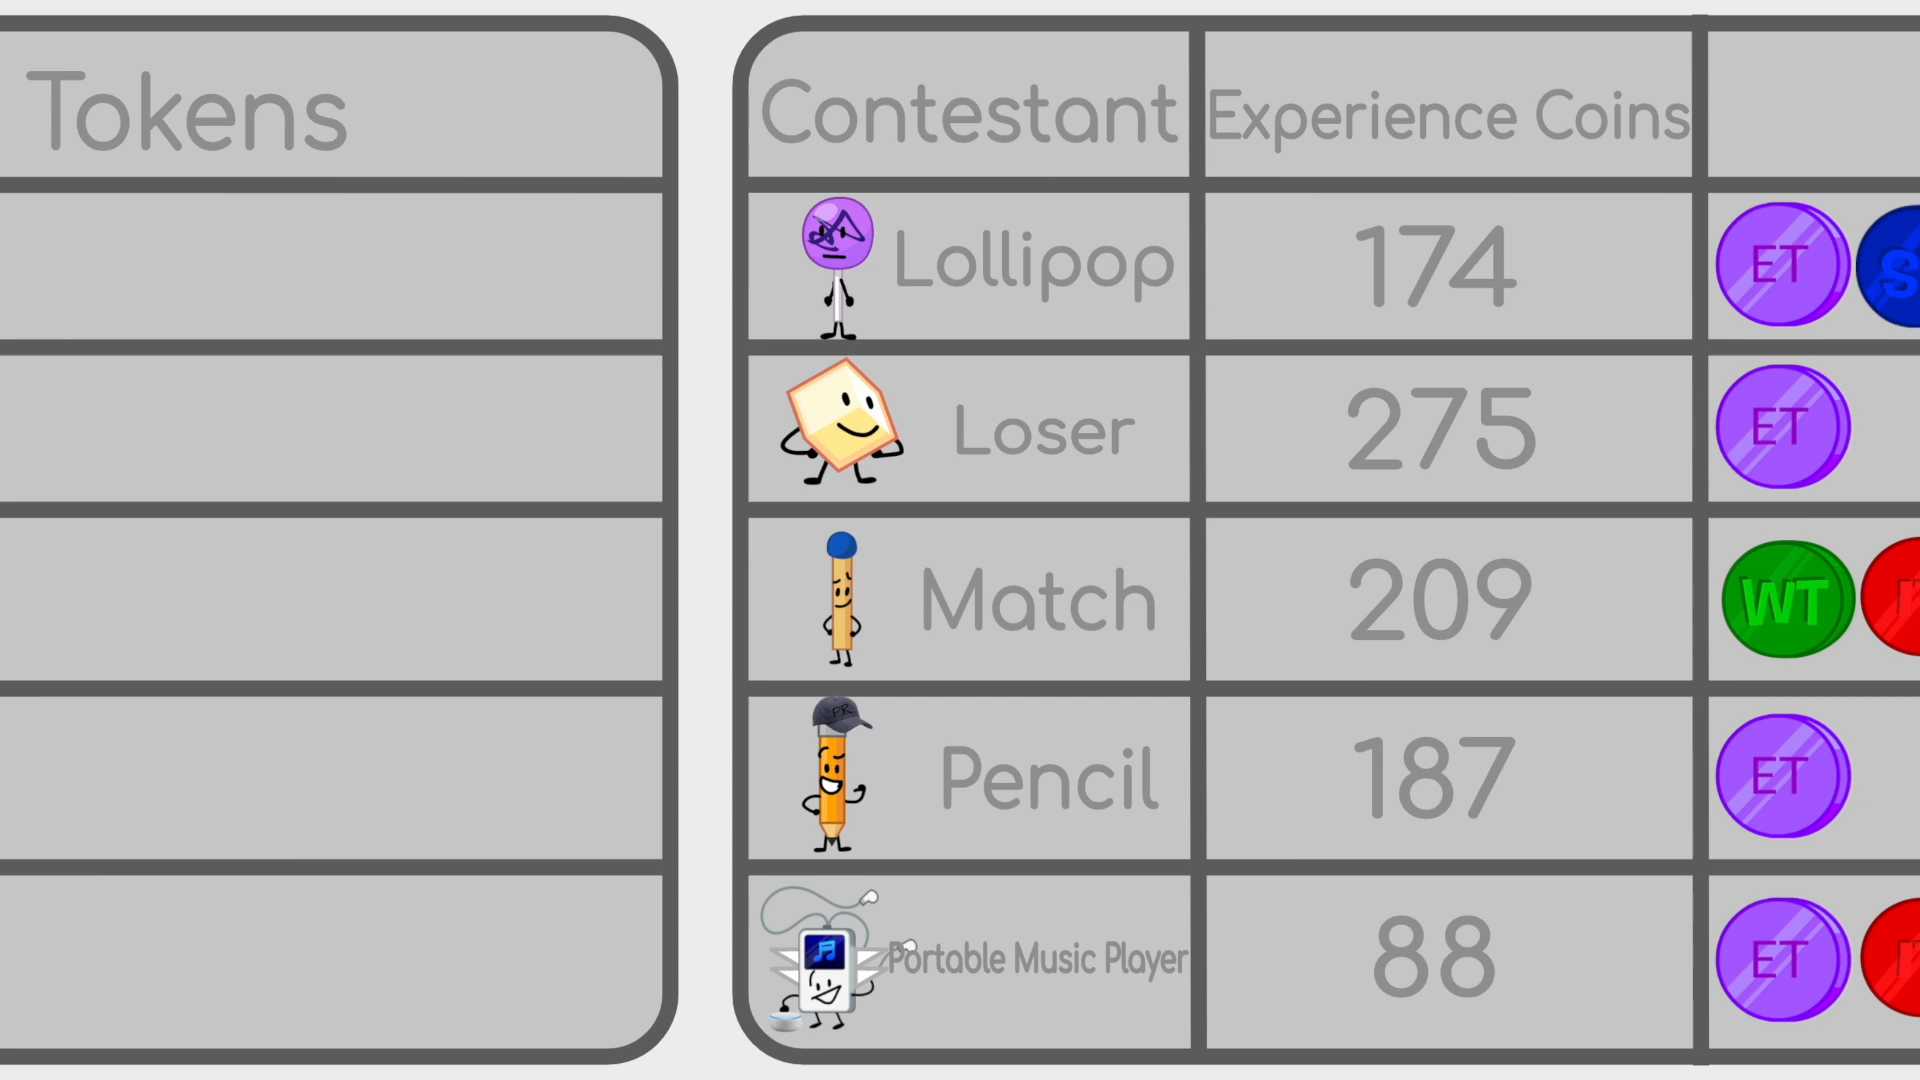 Tokens
Contestant Experience Coins
Lollipop 174 ET S
Loser 275 ET
Match 209 WT
PR
Pencil 187 ET
Portable Music Player 88 ET